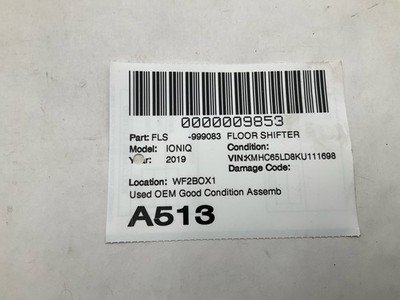 0000009853
Part: FLS -999083 FLOOR SHIFTER
Model: IONIQ Condition:
Year: 2019 VIN:KMHC65LD8KU111698
Damage Code:
Location: WF2BOX1
Used OEM Good Condition Assemb
A513